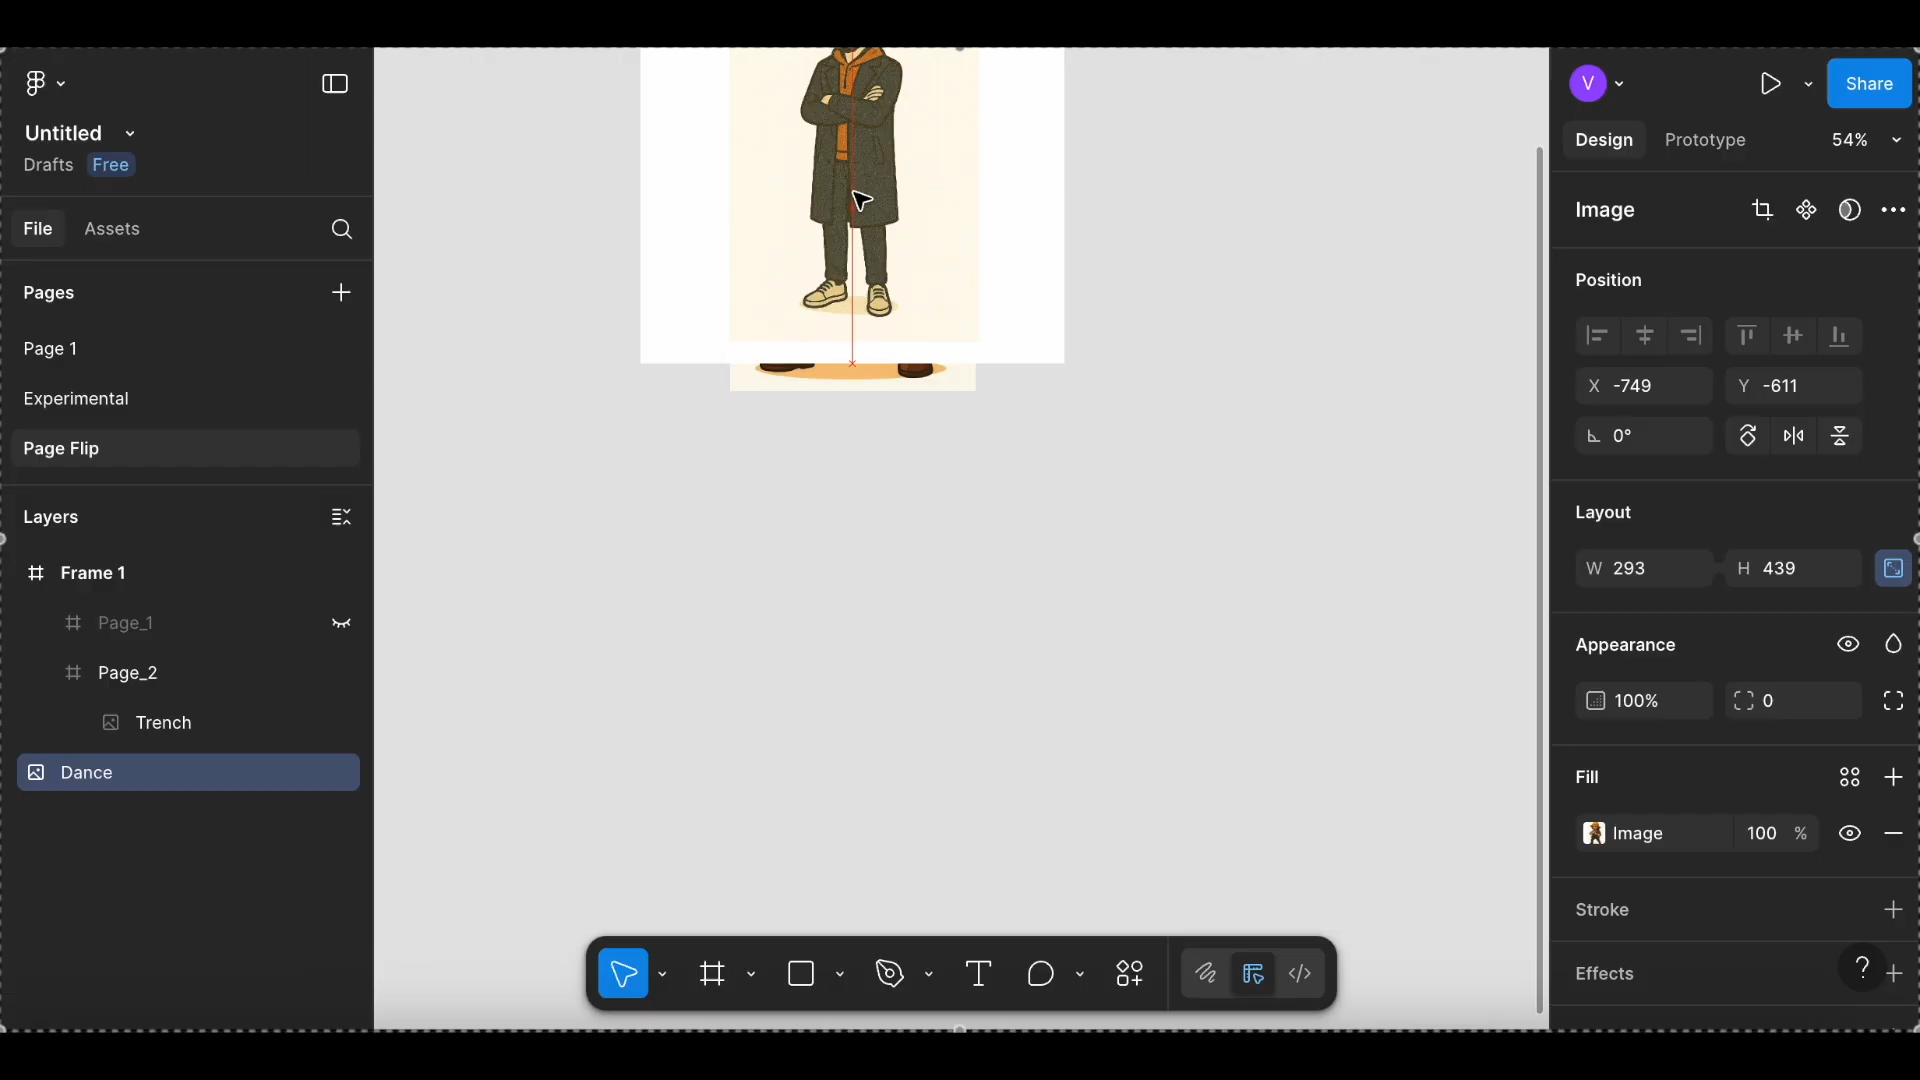 V
Share
Untitled
Drafts Free
Design Prototype 54%
File Assets
Image
Pages
Position
Page 1
X -749 Y -611
Experimental
0°
Page Flip
Layers
Layout
Frame 1
W 293 H 439
Page_1
Appearance
Page_2
100% 0
Trench
Dance
Fill
Image 100 %
Stroke
Effects
T
?